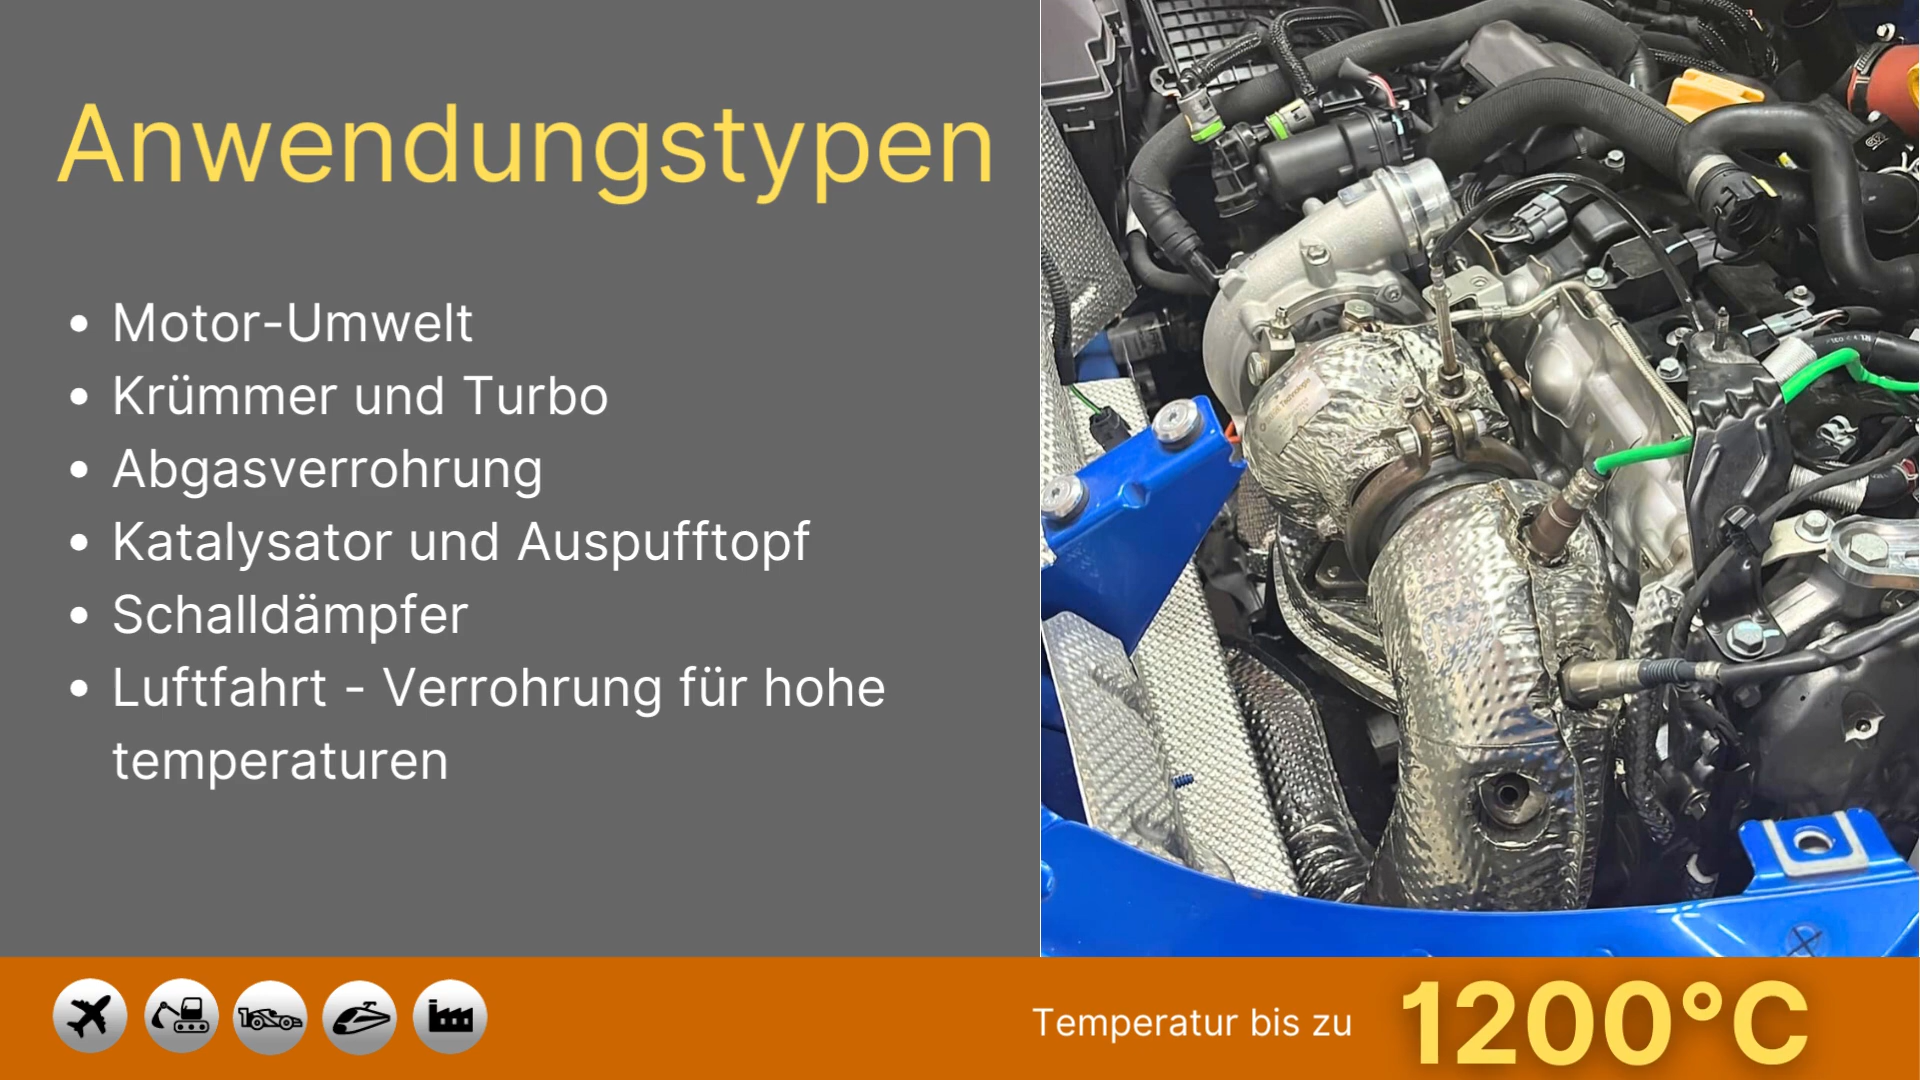 Anwendungstypen
• Motor-Umwelt
• Krümmer und Turbo
• Abgasverrohrung
• Katalysator und Auspufftopf
• Schalldämpfer
• Luftfahrt - Verrohrung für hohe
temperaturen
Temperatur bis zu
1200°C